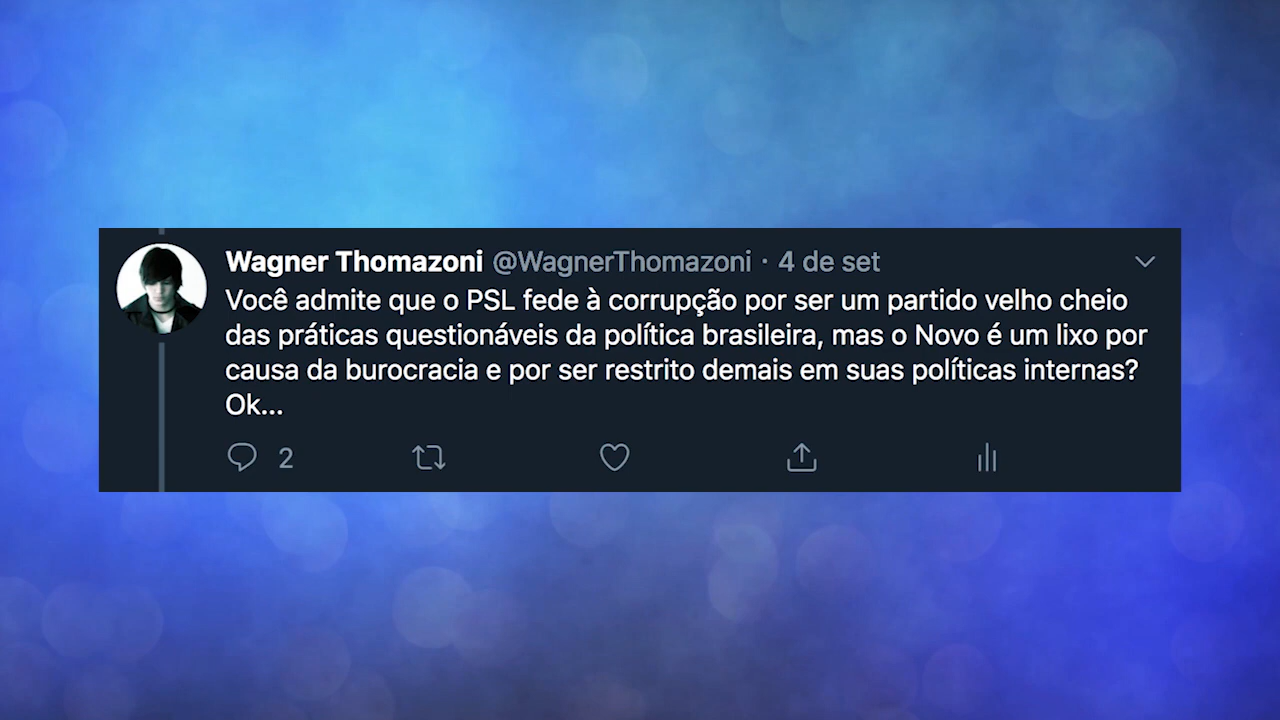 Wagner Thomazoni @WagnerThomazoni · 4 de set
Você admite que o PSL fede à corrupção por ser um partido velho cheio
das práticas questionáveis da política brasileira, mas o Novo é um lixo por
causa da burocracia e por ser restrito demais em suas políticas internas?
Ok...
2